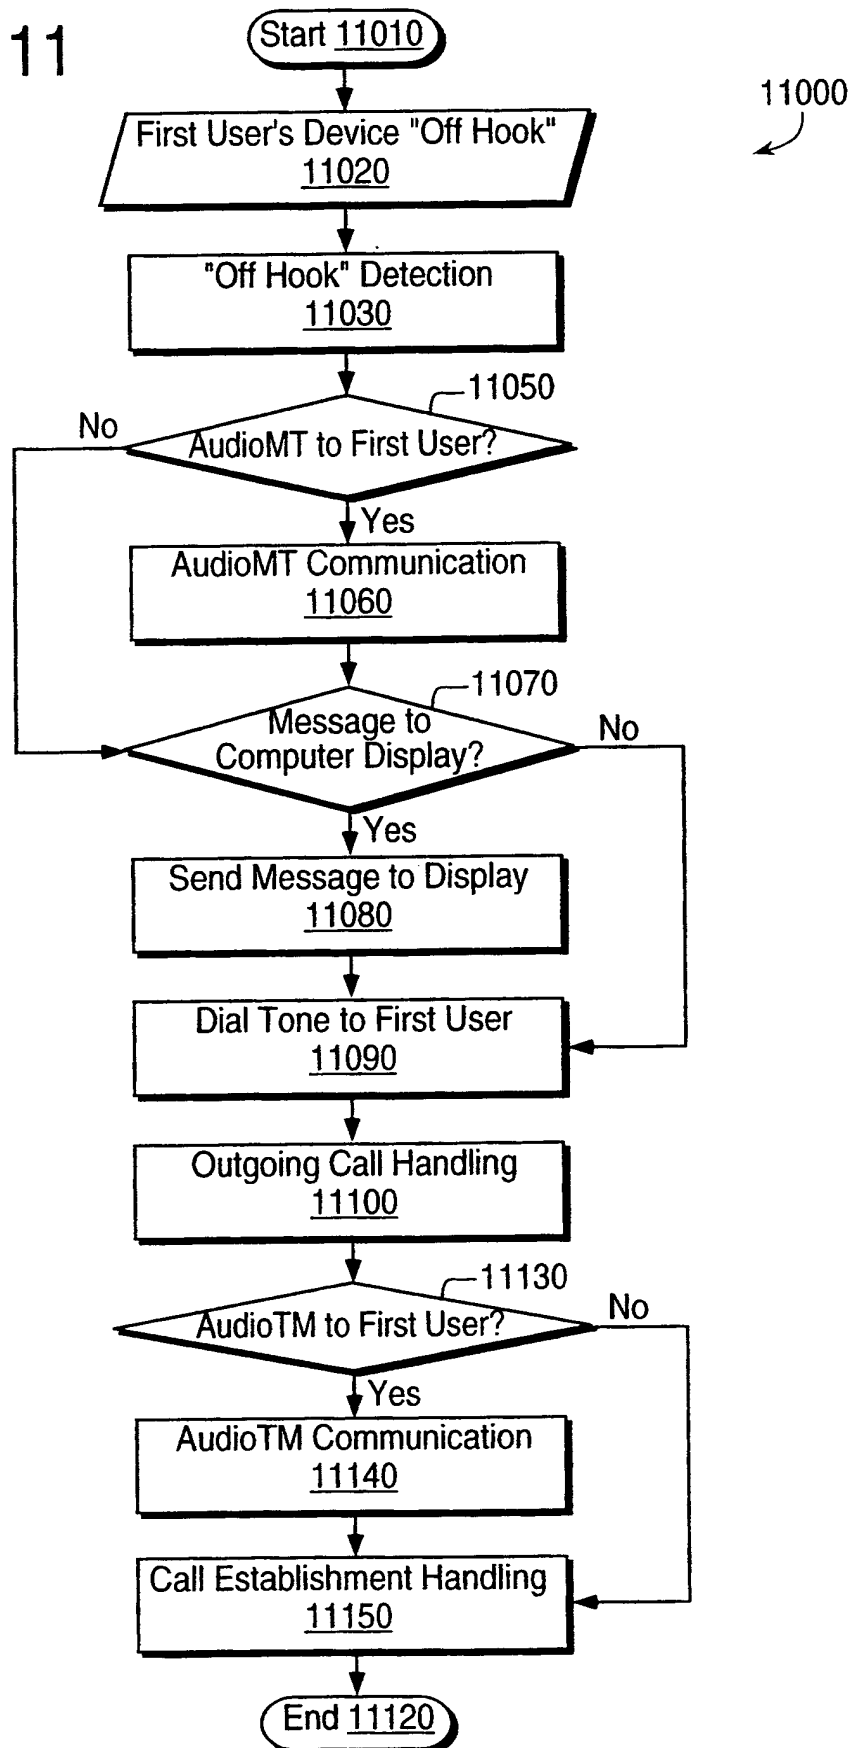 11
Start 11010
11000
First User's Device "Off Hook"
11020
"Off Hook" Detection
11030
11050
No
AudioMT to First User?
Yes
AudioMT Communication
11060
11070
Message to
Computer Display?
No
Yes
Send Message to Display
11080
Dial Tone to First User
11090
Outgoing Call Handling
11100
11130
AudioTM to First User?
No
Yes
AudioTM Communication
11140
Call Establishment Handling
11150
End 11120